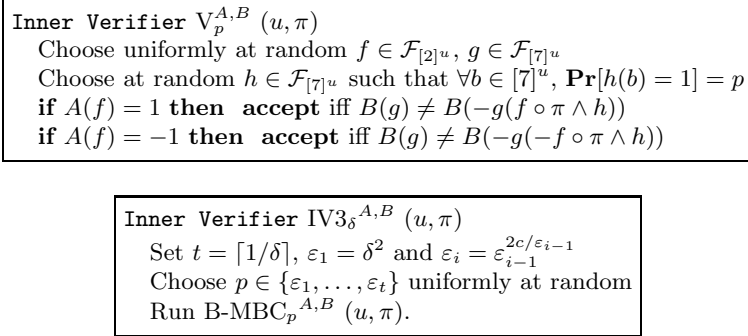 Inner Verifier V_p^{A,B} (u, π)
Choose uniformly at random f ∈ F_{[2]^u}, g ∈ F_{[7]^u}
Choose at random h ∈ F_{[7]^u} such that ∀b ∈ [7]^u, Pr[h(b) = 1] = p
if A(f) = 1 then accept iff B(g) ≠ B(−g(f ∘ π ∧ h))
if A(f) = −1 then accept iff B(g) ≠ B(−g(−f ∘ π ∧ h))
Inner Verifier IV3_δ^{A,B} (u, π)
Set t = ⌈1/δ⌉, ε_1 = δ^2 and ε_i = ε_{i−1}^{2c/ε_{i−1}}
Choose p ∈ {ε_1, . . . , ε_t} uniformly at random
Run B-MBC_p^{A,B} (u, π).